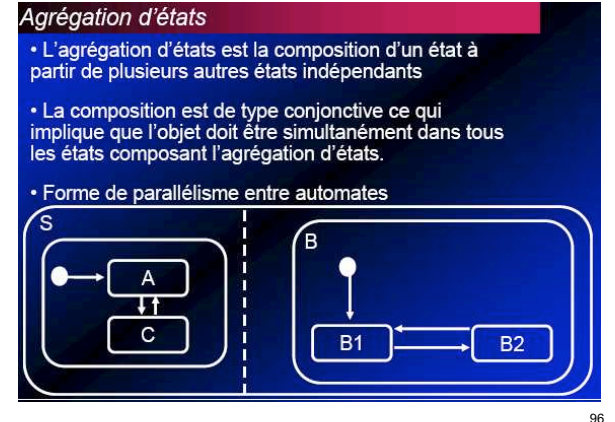 Agrégation d'états
• L'agrégation d'états est la composition d'un état à
partir de plusieurs autres états indépendants
• La composition est de type conjonctive ce qui
implique que l'objet doit être simultanément dans tous
les états composant l'agrégation d'états.
• Forme de parallélisme entre automates
S
A
C
B
B1
B2
96